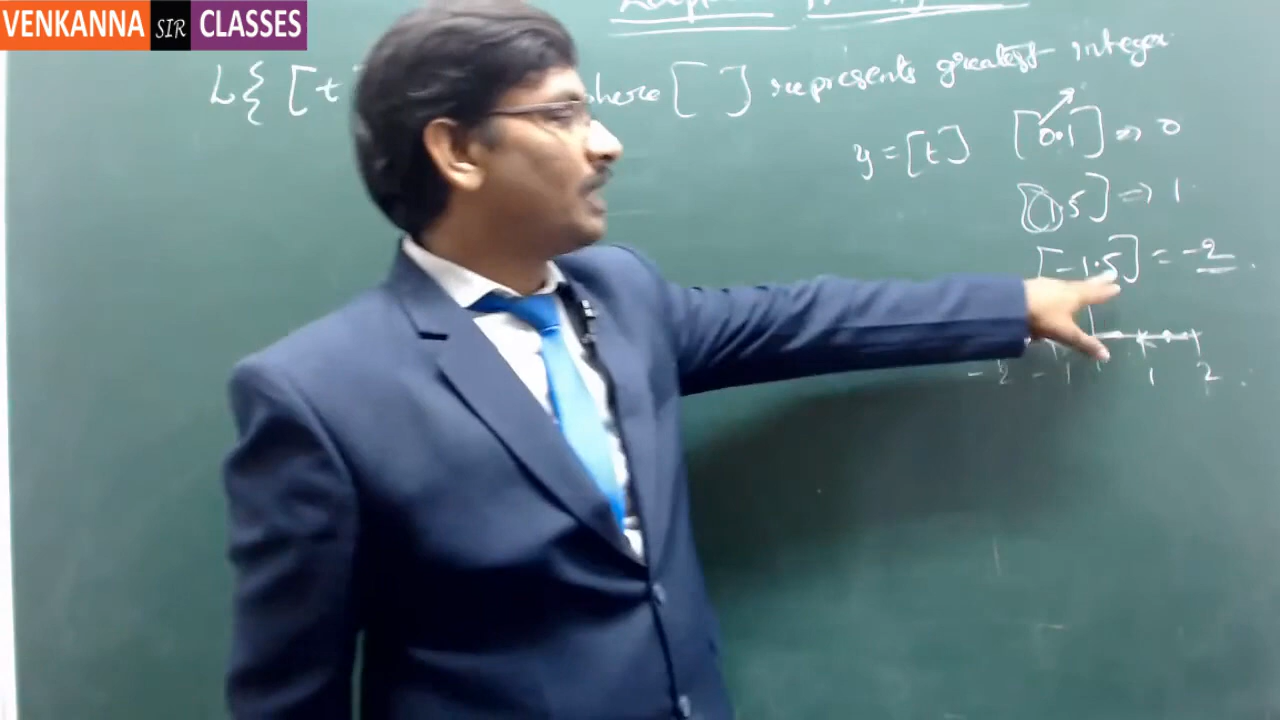 VENKANNA SIR CLASSES
L{ [t
where [ ] represents greatest integer
y = [t] [0.1] ⇒ 0
[1.5] ⇒ 1
[-1.5] = -2
-2 -1 1 2